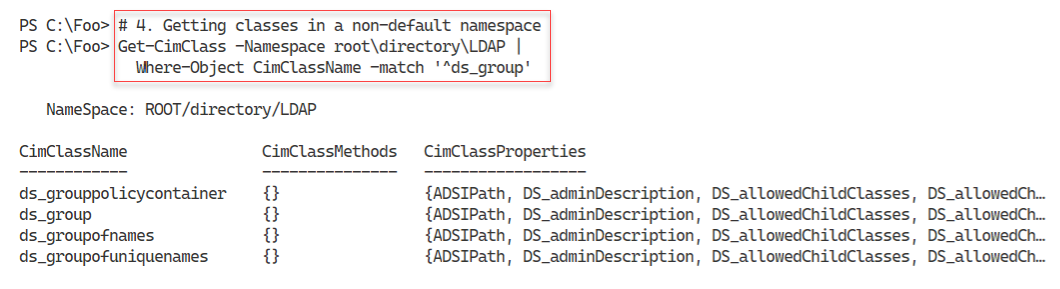 PS C:\Foo> # 4. Getting classes in a non-default namespace
PS C:\Foo> Get-CimClass -Namespace root\directory\LDAP |
Where-Object CimClassName -match '^ds_group'
NameSpace: ROOT/directory/LDAP
CimClassName CimClassMethods CimClassProperties
------------ --------------- ------------------
ds_grouppolicycontainer {} {ADSIPath, DS_adminDescription, DS_allowedChildClasses, DS_allowedCh…
ds_group {} {ADSIPath, DS_adminDescription, DS_allowedChildClasses, DS_allowedCh…
ds_groupofnames {} {ADSIPath, DS_adminDescription, DS_allowedChildClasses, DS_allowedCh…
ds_groupofuniquenames {} {ADSIPath, DS_adminDescription, DS_allowedChildClasses, DS_allowedCh…